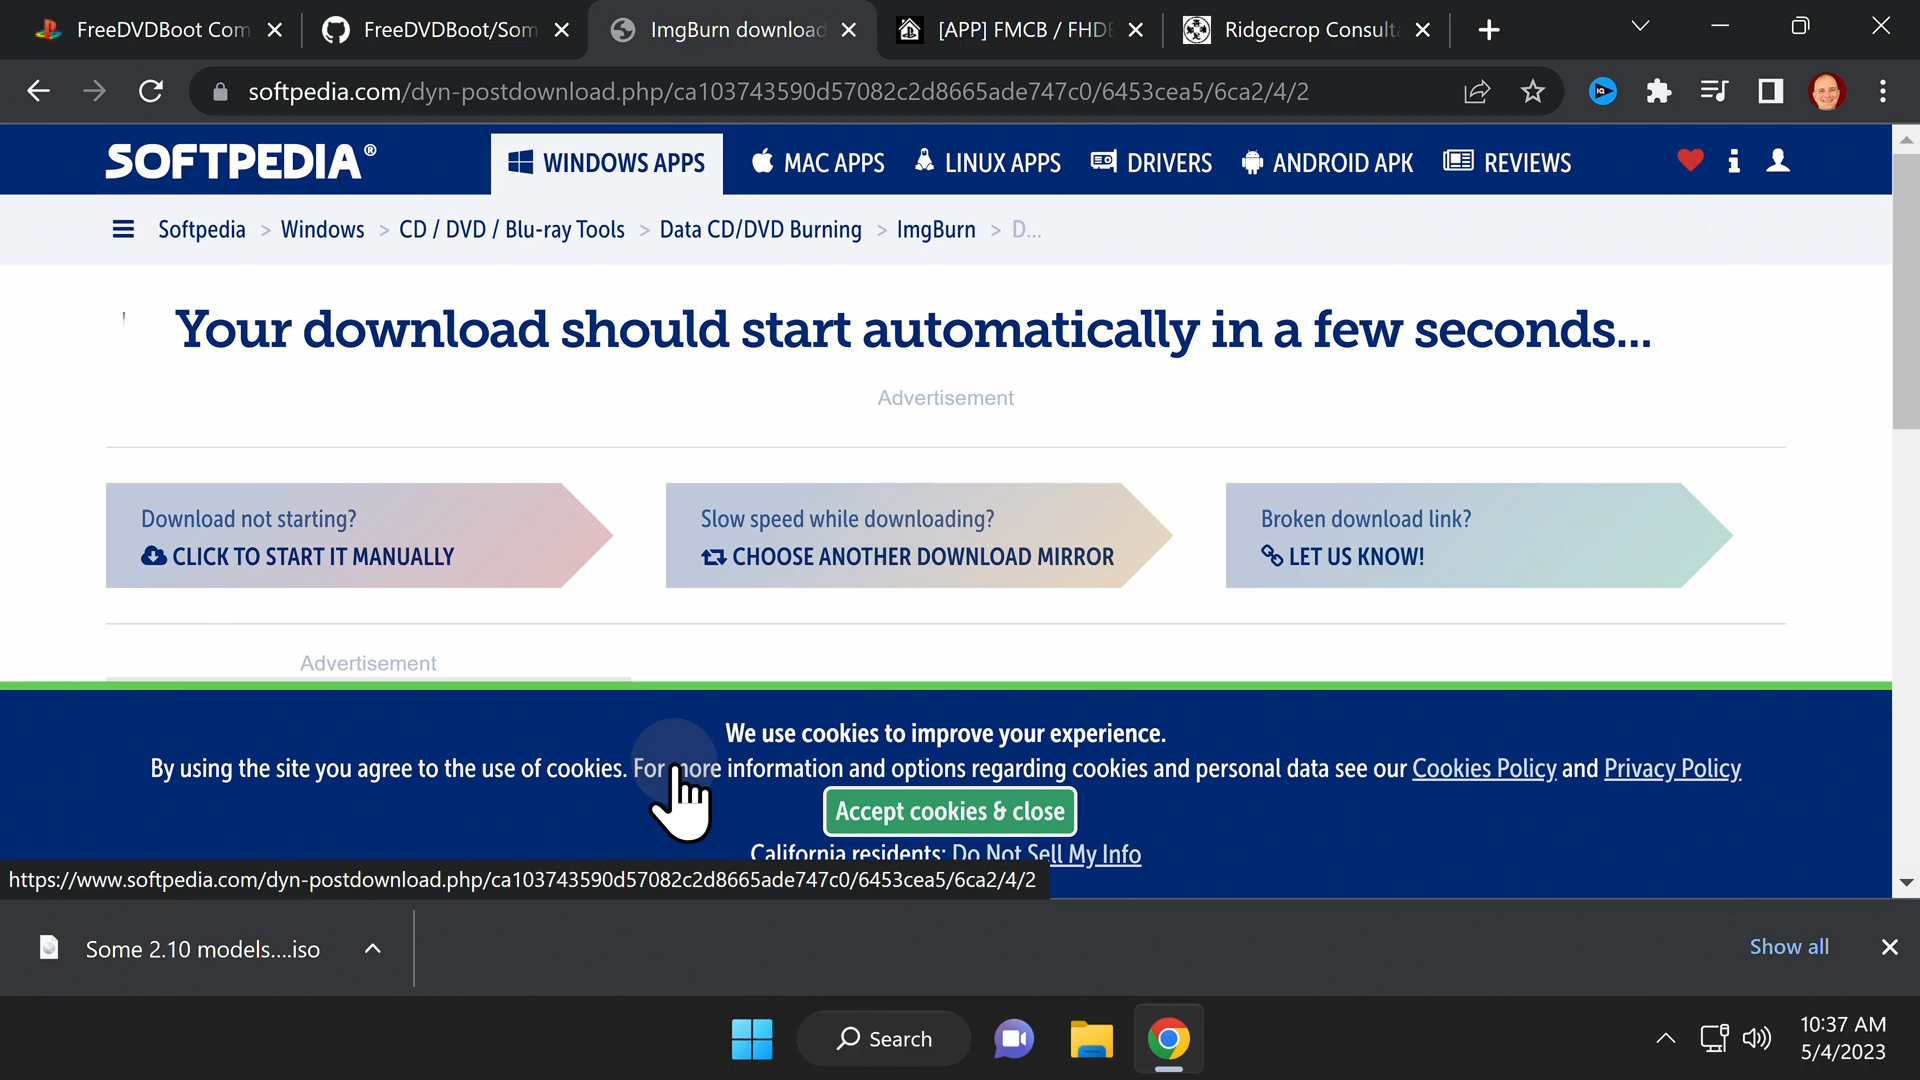 FreeDVDBoot Com
FreeDVDBoot/Som
ImgBurn download
[APP] FMCB / FHDB
Ridgecrop Consulta
softpedia.com/dyn-postdownload.php/ca103743590d57082c2d8665ade747c0/6453cea5/6ca2/4/2
SOFTPEDIA®
WINDOWS APPS
MAC APPS
LINUX APPS
DRIVERS
ANDROID APK
REVIEWS
Softpedia > Windows > CD / DVD / Blu-ray Tools > Data CD/DVD Burning > ImgBurn > D...
Your download should start automatically in a few seconds...
Advertisement
Download not starting?
CLICK TO START IT MANUALLY
Slow speed while downloading?
CHOOSE ANOTHER DOWNLOAD MIRROR
Broken download link?
LET US KNOW!
Advertisement
We use cookies to improve your experience.
By using the site you agree to the use of cookies. For more information and options regarding cookies and personal data see our Cookies Policy and Privacy Policy
Accept cookies & close
California residents: Do Not Sell My Info
https://www.softpedia.com/dyn-postdownload.php/ca103743590d57082c2d8665ade747c0/6453cea5/6ca2/4/2
Some 2.10 models....iso
Show all
Search
10:37 AM
5/4/2023